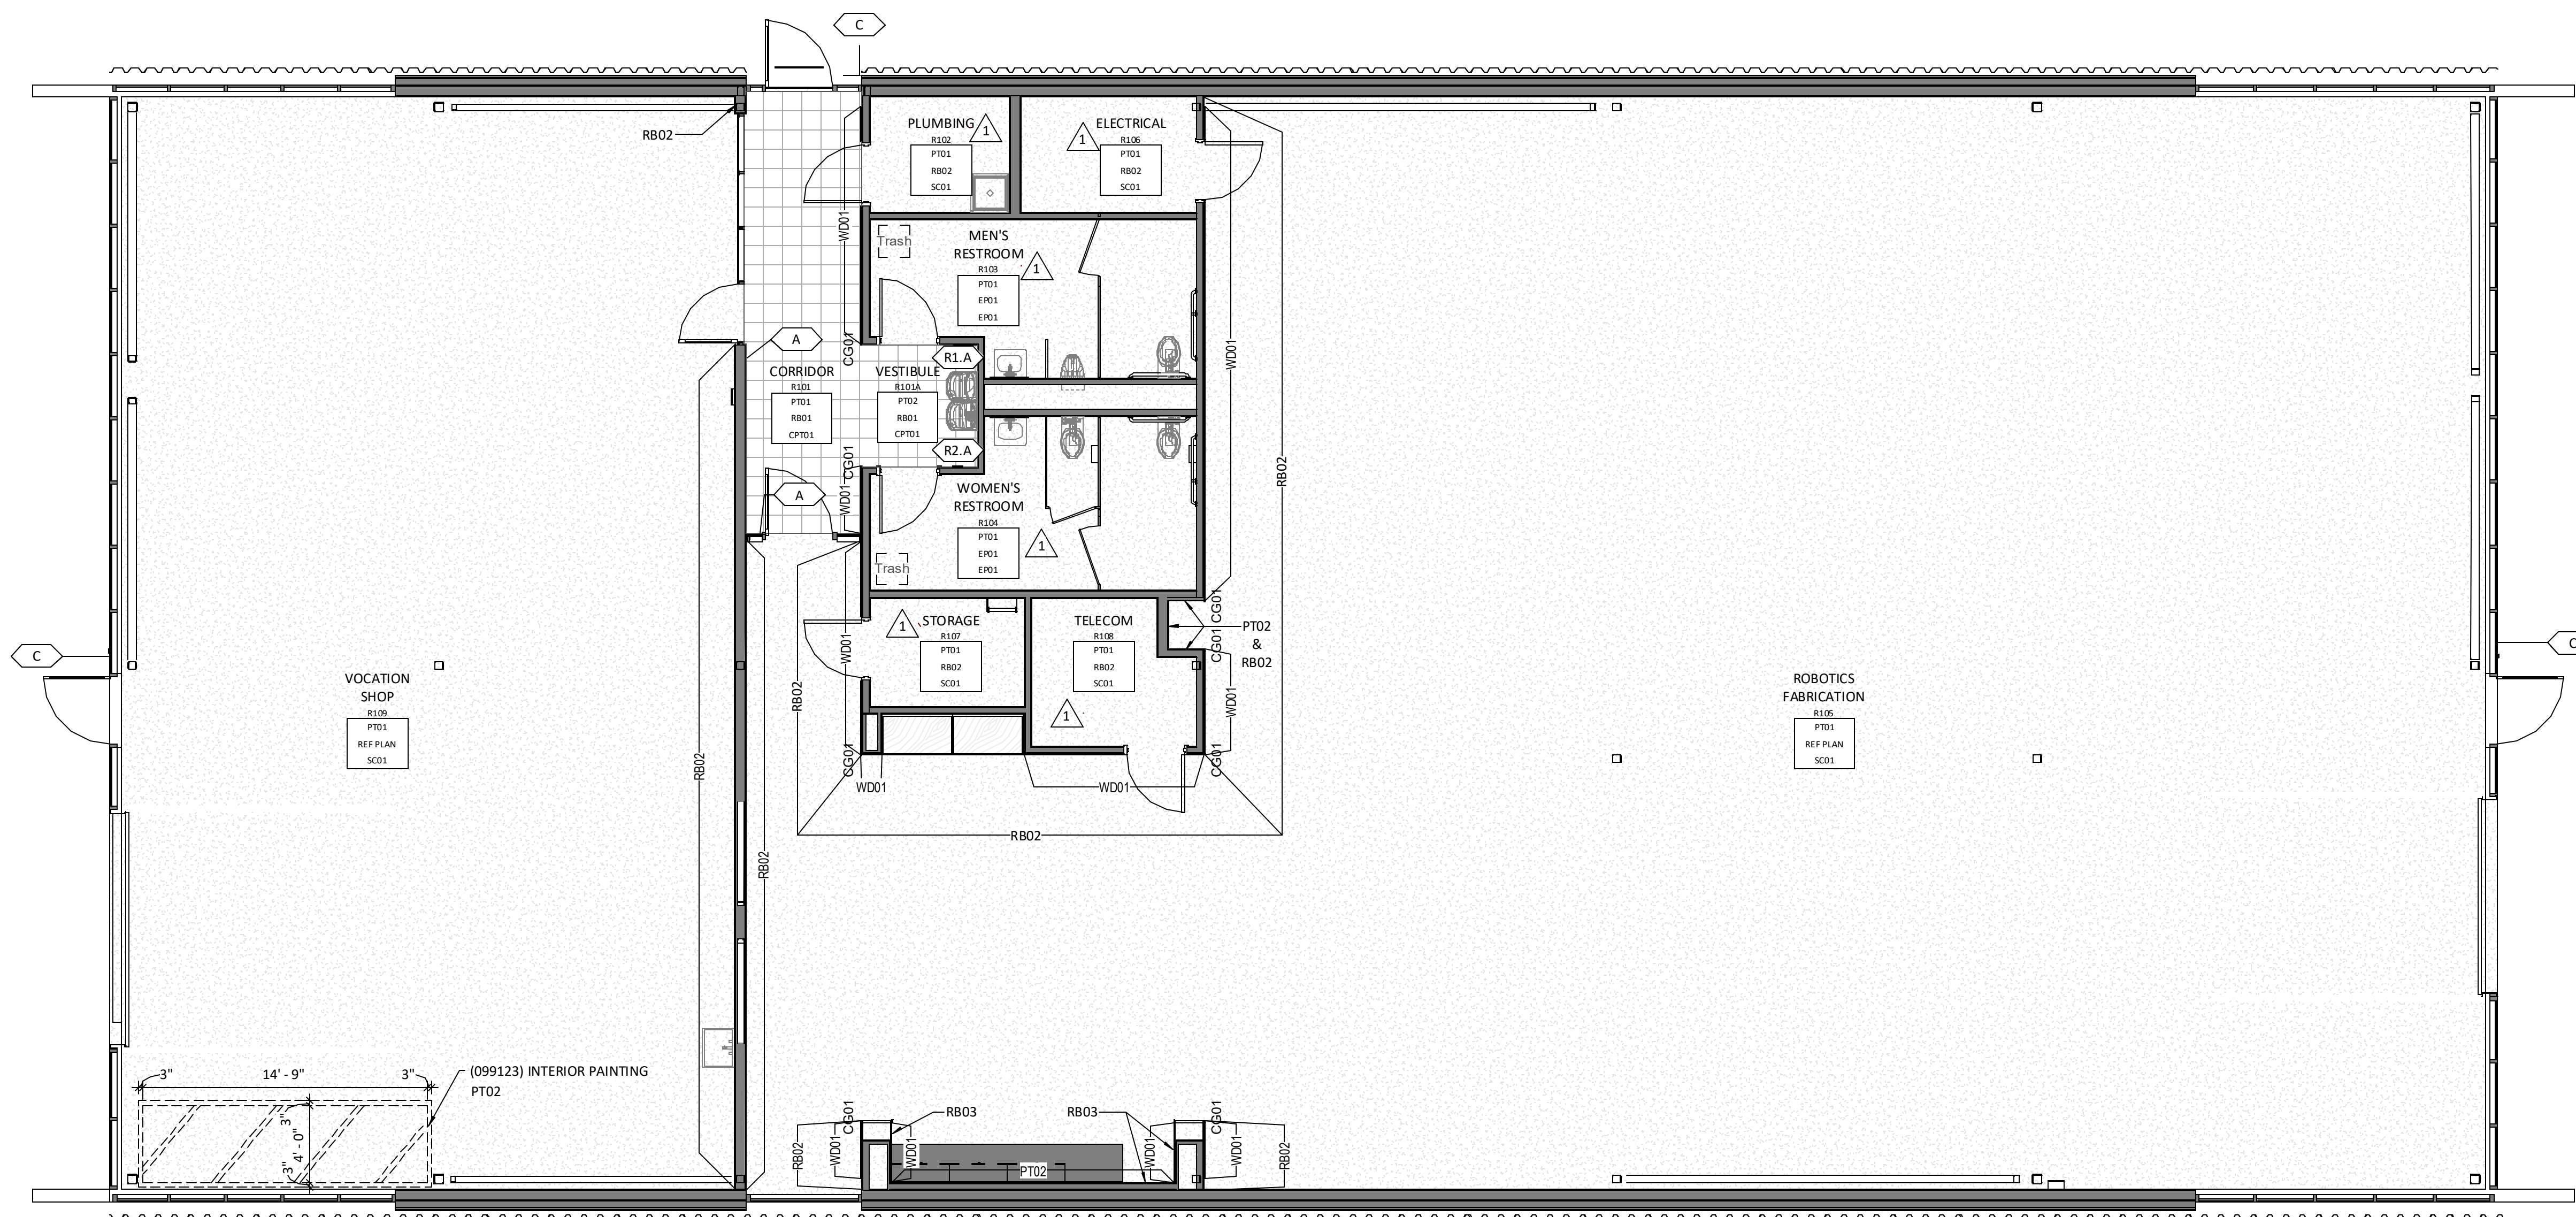 C
RB02
PLUMBING
R102
PT01
RB02
SC01
1
1
ELECTRICAL
R106
PT01
RB02
SC01
WD01
Trash
MEN'S
RESTROOM
R103
PT01
EP01
EP01
1
A
CG01
R1.A
WD01
CORRIDOR
R101
PT01
RB01
CPT01
VESTIBULE
R101A
PT02
RB01
CPT01
R2.A
CG01
RB02
A
WD01
WOMEN'S
RESTROOM
R104
PT01
EP01
EP01
1
Trash
C
VOCATION
SHOP
R109
PT01
REF PLAN
SC01
RB02
RB02
WD01
1
STORAGE
R107
PT01
RB02
SC01
TELECOM
R108
PT01
RB02
SC01
1
CG01
CG01
PT02
&
RB02
WD01
CG01
CG01
WD01
WD01
RB02
RB02
ROBOTICS
FABRICATION
R105
PT01
REF PLAN
SC01
C
3"
14' - 9"
3"
(099123) INTERIOR PAINTING
PT02
3"
4' - 0"
3"
CG01
RB03
RB03
CG01
RB02
WD01
WD01
PT02
WD01
WD01
RB02